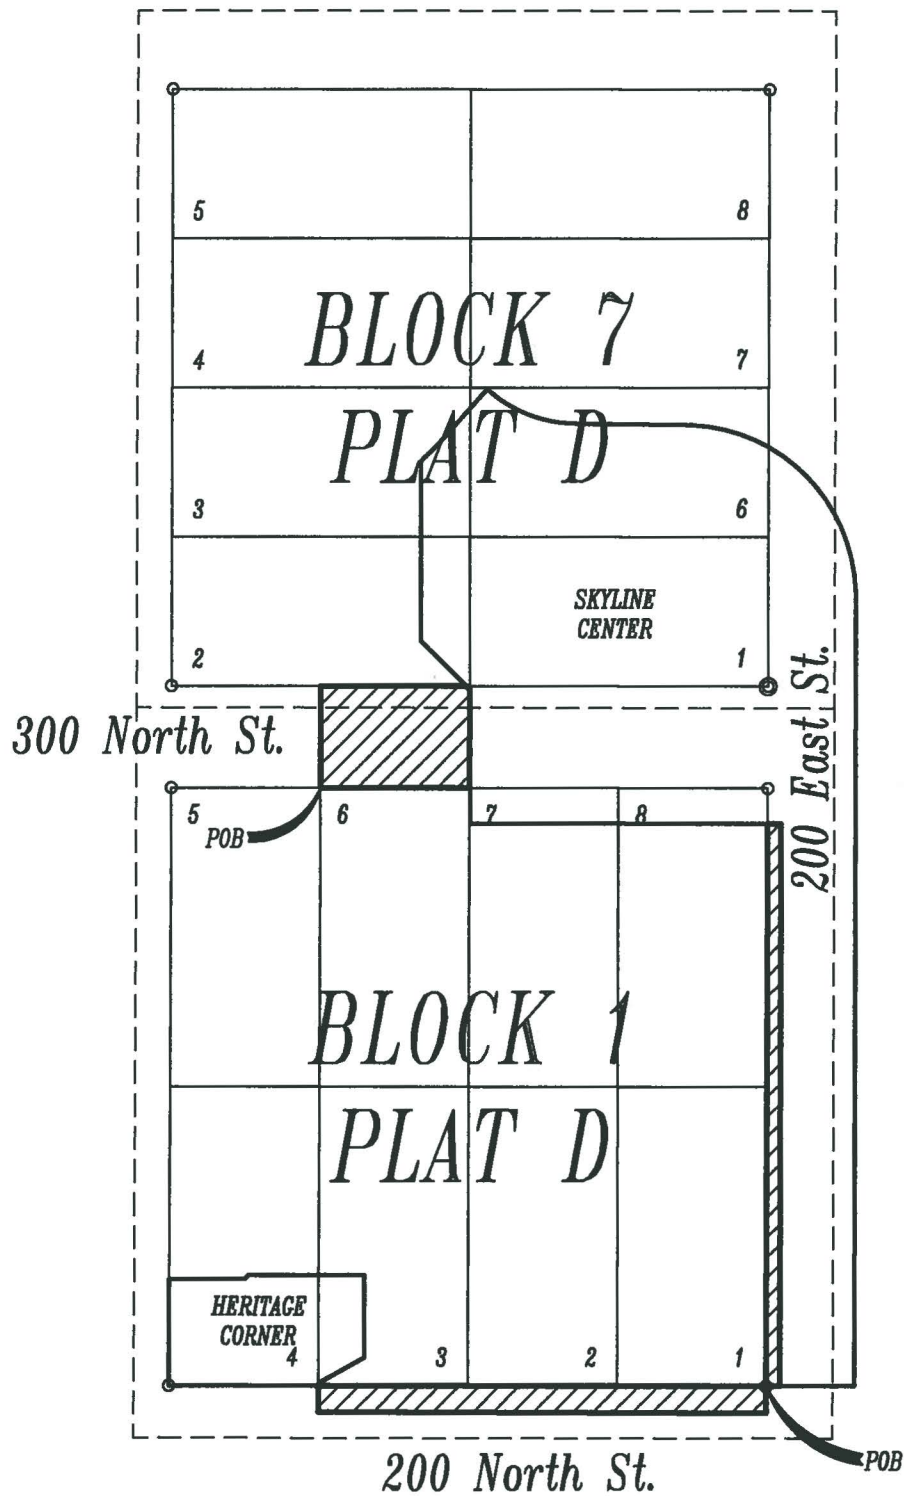 5
8
BLOCK 7
4
7
PLAT D
3
6
SKYLINE
CENTER
2
1
300 North St.
200 East St.
5
6
7
8
POB
BLOCK 1
PLAT D
HERITAGE
CORNER
4
3
2
1
POB
200 North St.